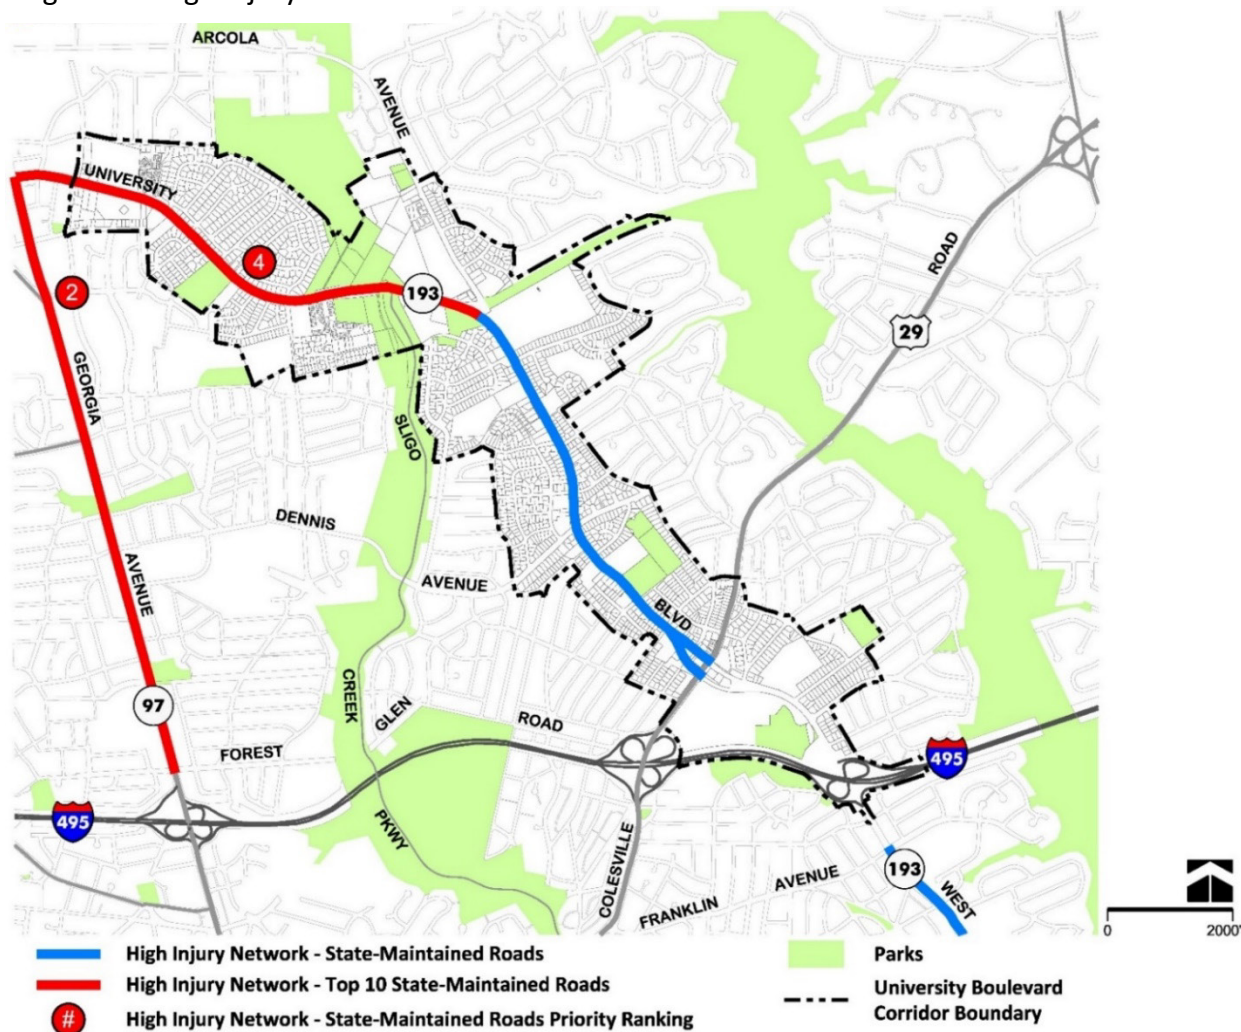 ARCOLA
AVENUE
UNIVERSITY
4
2
193
ROAD
29
GEORGIA
SLIGO
DENNIS
AVENUE
AVENUE
BLVD
97
CREEK
GLEN
ROAD
FOREST
495
495
PKWY
COLESVILLE
193
FRANKLIN AVENUE
WEST
0 2000'
High Injury Network - State-Maintained Roads
High Injury Network - Top 10 State-Maintained Roads
# High Injury Network - State-Maintained Roads Priority Ranking
Parks
University Boulevard
Corridor Boundary